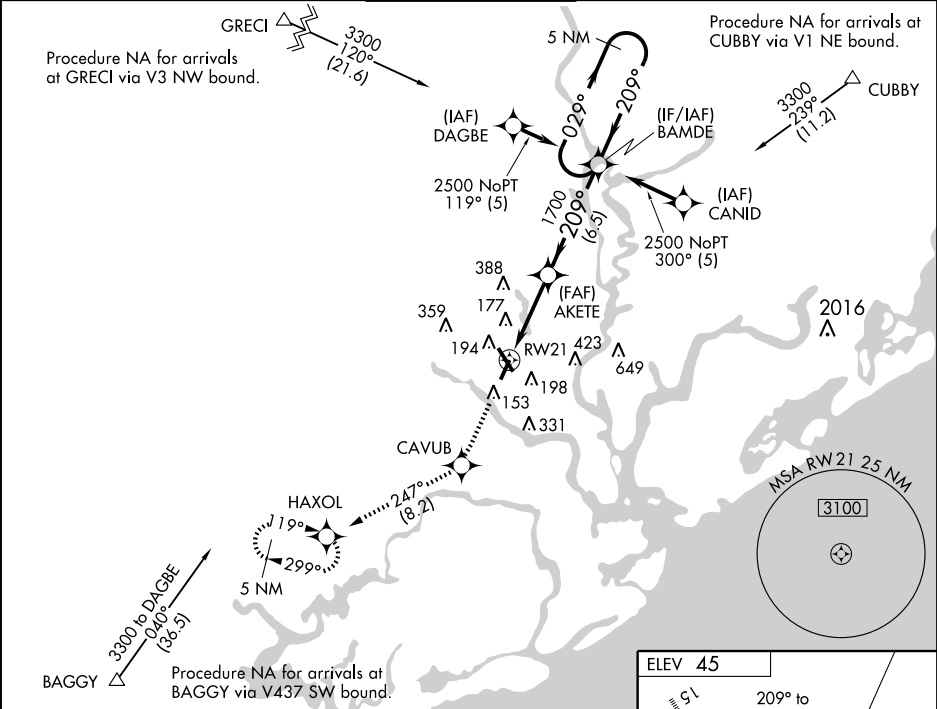 GRECI
3300
120°
(21.6)
Procedure NA for arrivals
at GRECI via V3 NW bound.
5 NM
Procedure NA for arrivals at
CUBBY via V1 NE bound.
3300
239°
(11.2)
CUBBY
(IAF)
DAGBE
029°
209°
(IF/IAF)
BAMDE
2500 NoPT
119° (5)
1700
209°
(6.5)
(IAF)
CANID
2500 NoPT
300° (5)
388
(FAF)
AKETE
359
177
194
RW21
423
649
2016
198
153
331
CAVUB
247°
(8.2)
HAXOL
119°
299°
5 NM
MSA RW21 25 NM
3100
3300 to DAGBE
040°
(36.5)
BAGGY
Procedure NA for arrivals at
BAGGY via V437 SW bound.
ELEV 45
15
209° to